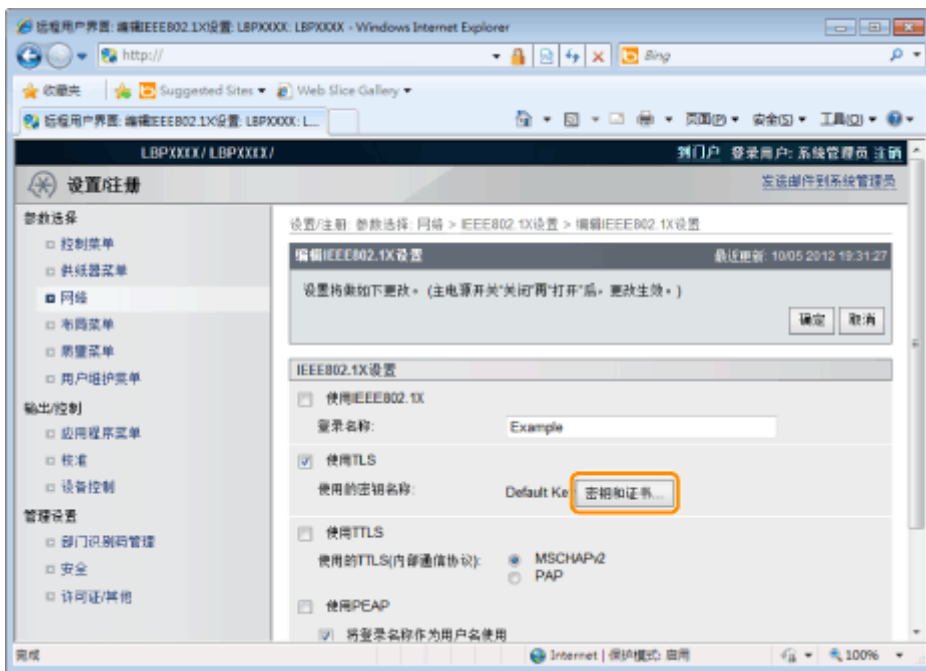 远程用户界面: 编辑IEEE802.1X设置: LBPXXXX: LBPXXXX - Windows Internet Explorer
http://
Bing
收藏夹 Suggested Sites Web Slice Gallery
远程用户界面: 编辑IEEE802.1X设置: LBPXXXX: L...
页面(P) 安全(S) 工具(O)
LBPXXXX/ LBPXXXX/
到门户 登录用户: 系统管理员 注销
设置/注册
发送邮件到系统管理员
参数选择
控制菜单
供纸器菜单
网络
布局菜单
质量菜单
用户维护菜单
输出/控制
应用程序菜单
校准
设备控制
管理设置
部门识别码管理
安全
许可证/其他
设置/注册: 参数选择: 网络 > IEEE802.1X设置 > 编辑IEEE802.1X设置
编辑IEEE802.1X设置
最近更新: 10/05 2012 19:31:27
设置将做如下更改。(主电源开关"关闭"再"打开"后，更改生效。)
确定 取消
IEEE802.1X设置
使用IEEE802.1X
登录名称: Example
使用TLS
使用的密钥名称: Default Ke 密钥和证书...
使用TTLS
使用的TTLS(内部通信协议): MSCHAPv2
PAP
使用PEAP
将登录名称作为用户名使用
完成
Internet | 保护模式: 启用
100%